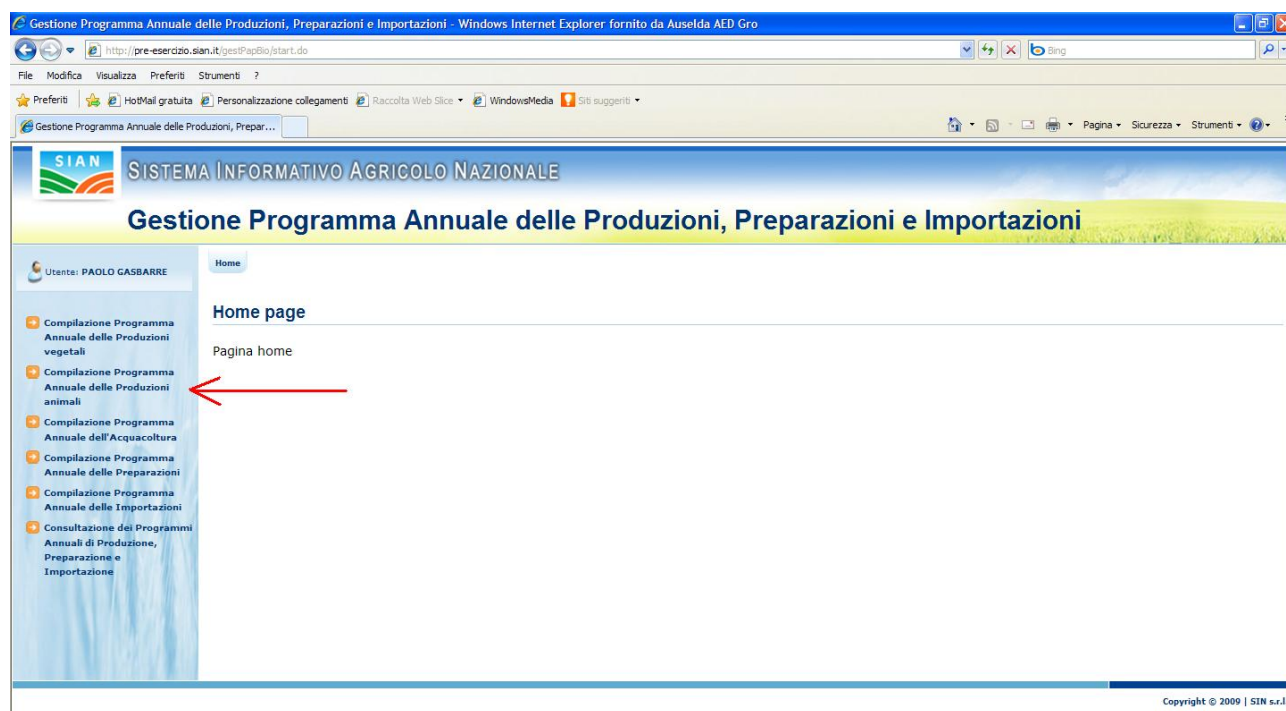 Gestione Programma Annuale delle Produzioni, Preparazioni e Importazioni - Windows Internet Explorer fornito da Auselda AED Gro
http://pre-esercizio.sian.it/gestPapBio/start.do
Bing
File Modifica Visualizza Preferiti Strumenti ?
Preferiti HotMail gratuita Personalizzazione collegamenti Raccolta Web Slice WindowsMedia Siti suggeriti
Gestione Programma Annuale delle Produzioni, Prepar...
Pagina Sicurezza Strumenti
SIAN
SISTEMA INFORMATIVO AGRICOLO NAZIONALE
Gestione Programma Annuale delle Produzioni, Preparazioni e Importazioni
Utente: PAOLO GASBARRE
Home
Home page
Pagina home
Compilazione Programma
Annuale delle Produzioni
vegetali
Compilazione Programma
Annuale delle Produzioni
animali
Compilazione Programma
Annuale dell'Acquacoltura
Compilazione Programma
Annuale delle Preparazioni
Compilazione Programma
Annuale delle Importazioni
Consultazione dei Programmi
Annuali di Produzione,
Preparazione e
Importazione
Copyright © 2009 | SIN s.r.l